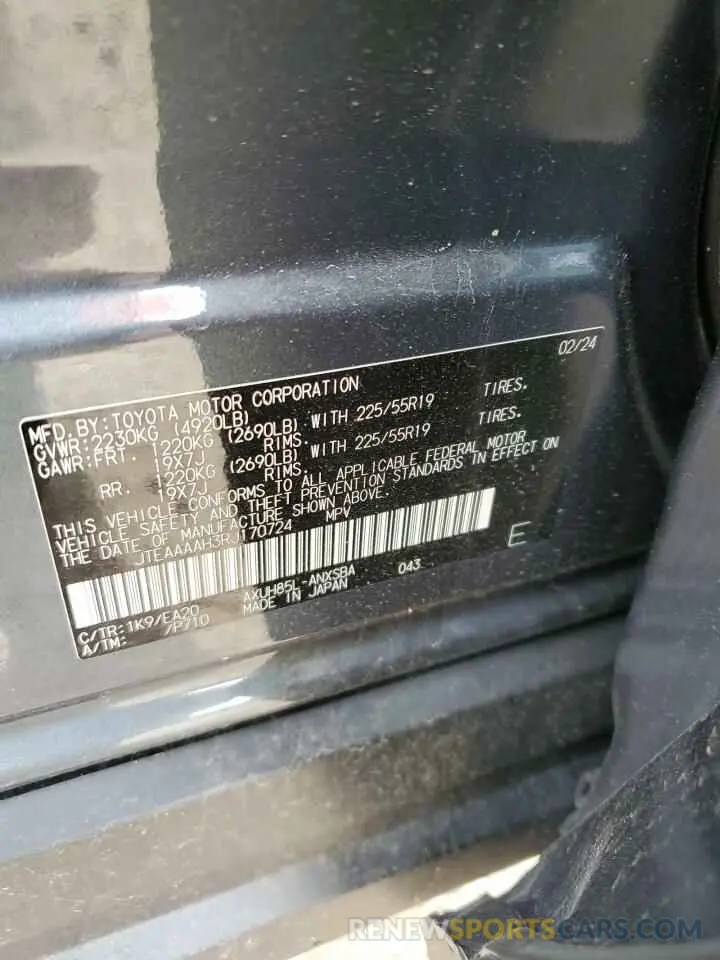 02/24
MFD. BY: TOYOTA MOTOR CORPORATION
GVWR: 2230KG (4920LB)
GAWR: FRT. 1220KG (2690LB) WITH 225/55R19 TIRES.
19X7J RIMS.
RR. 1220KG (2690LB) WITH 225/55R19 TIRES.
19X7J RIMS.
THIS VEHICLE CONFORMS TO ALL APPLICABLE FEDERAL MOTOR
VEHICLE SAFETY AND THEFT PREVENTION STANDARDS IN EFFECT ON
THE DATE OF MANUFACTURE SHOWN ABOVE.
JTEAAAAH3RJ170724 MPV
E
C/TR: 1K9/EA20 AXUH85L-ANXSBA 043
A/TM: /P710 MADE IN JAPAN
RENEWSPORTSCARS.COM